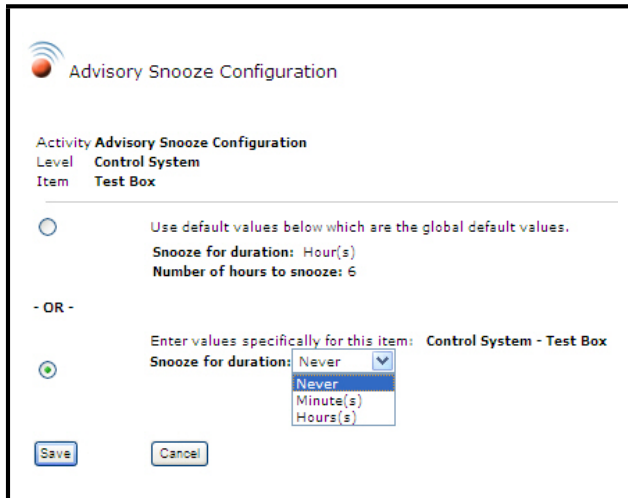 Advisory Snooze Configuration
Activity Advisory Snooze Configuration
Level Control System
Item Test Box
Use default values below which are the global default values.
Snooze for duration: Hour(s)
Number of hours to snooze: 6
- OR -
Enter values specifically for this item: Control System - Test Box
Snooze for duration: Never
Never
Minute(s)
Hours(s)
Save Cancel